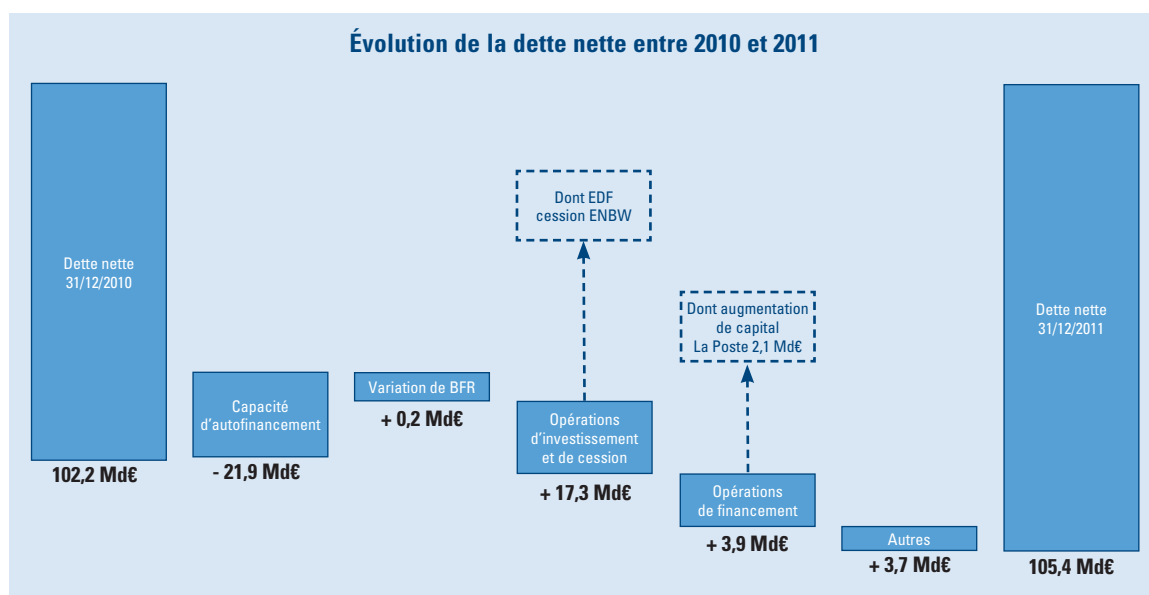 Évolution de la dette nette entre 2010 et 2011
Dette nette
31/12/2010
102,2 Md€
Capacité
d'autofinancement
- 21,9 Md€
Variation de BFR
+ 0,2 Md€
Dont EDF
cession ENBW
Opérations
d'investissement
et de cession
+ 17,3 Md€
Dont augmentation
de capital
La Poste 2,1 Md€
Opérations
de financement
+ 3,9 Md€
Autres
+ 3,7 Md€
Dette nette
31/12/2011
105,4 Md€